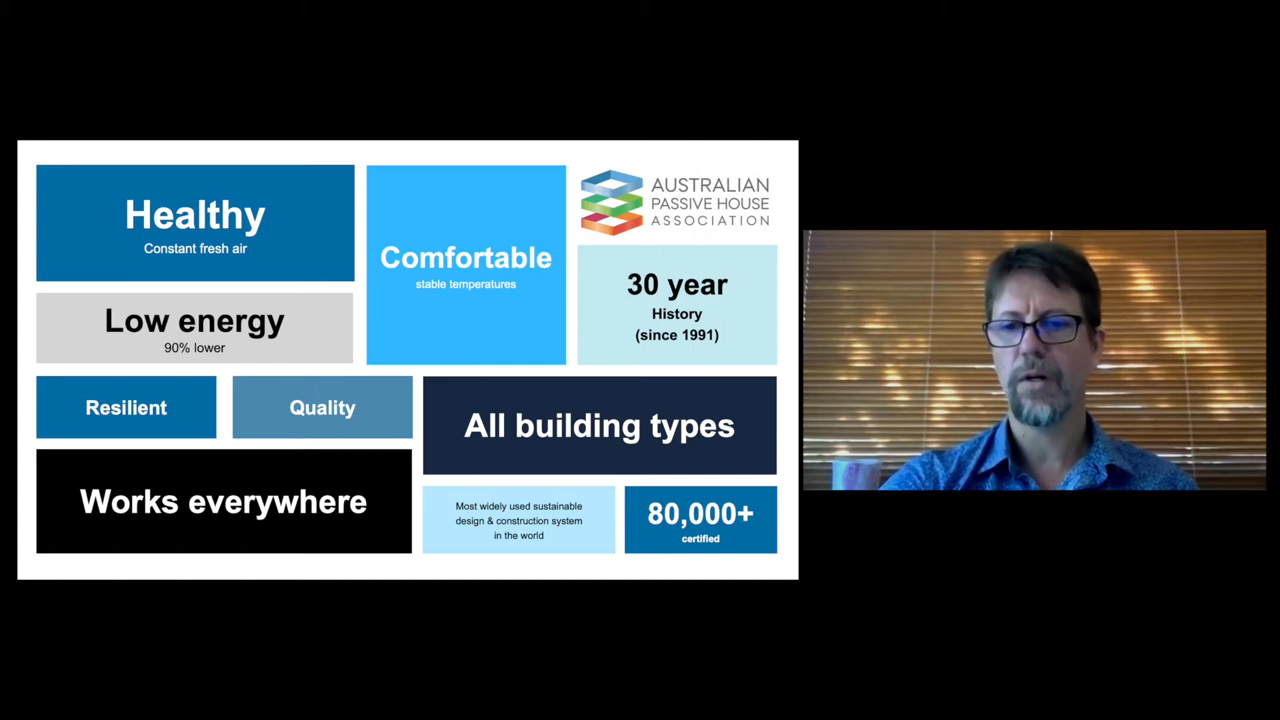 Healthy
Constant fresh air
Low energy
90% lower
Comfortable
stable temperatures
AUSTRALIAN
PASSIVE HOUSE
ASSOCIATION
30 year
History
(since 1991)
Resilient
Quality
All building types
Works everywhere
Most widely used sustainable
design & construction system
in the world
80,000+
certified